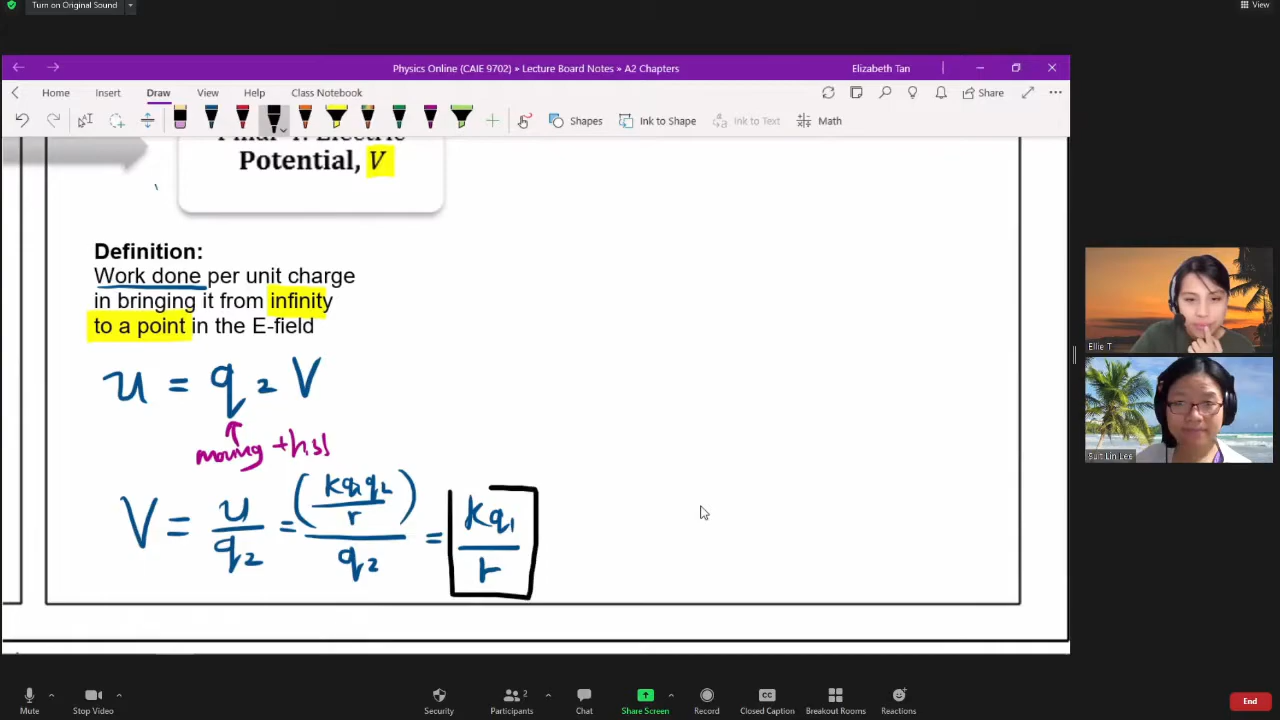 Turn on Original Sound
View
Physics Online (CAIE 9702) » Lecture Board Notes » A2 Chapters
Elizabeth Tan
Home Insert Draw View Help Class Notebook
Share
Shapes Ink to Shape Ink to Text Math
Potential, V
Definition:
Work done per unit charge
in bringing it from infinity
to a point in the E-field
u = q2 V
moving
V = u/q2 = (kq1q2/r)/q2 = kq1/r
Ellie T
Suit Lin Lee
Mute Stop Video Security Participants 2 Chat Share Screen Record Closed Caption Breakout Rooms Reactions End